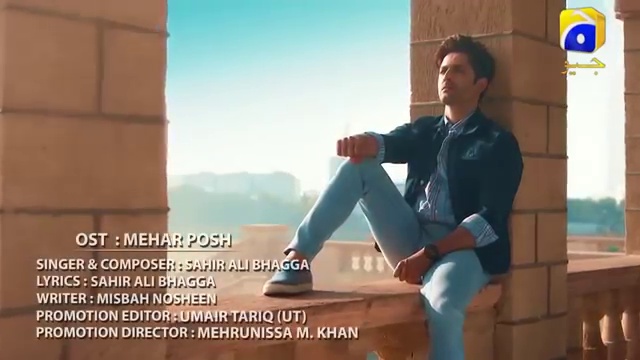 جیو
OST : MEHAR POSH
SINGER & COMPOSER : SAHIR ALI BHAGGA
LYRICS : SAHIR ALI BHAGGA
WRITER : MISBAH NOSHEEN
PROMOTION EDITOR : UMAIR TARIQ (UT)
PROMOTION DIRECTOR : MEHRUNISSA M. KHAN